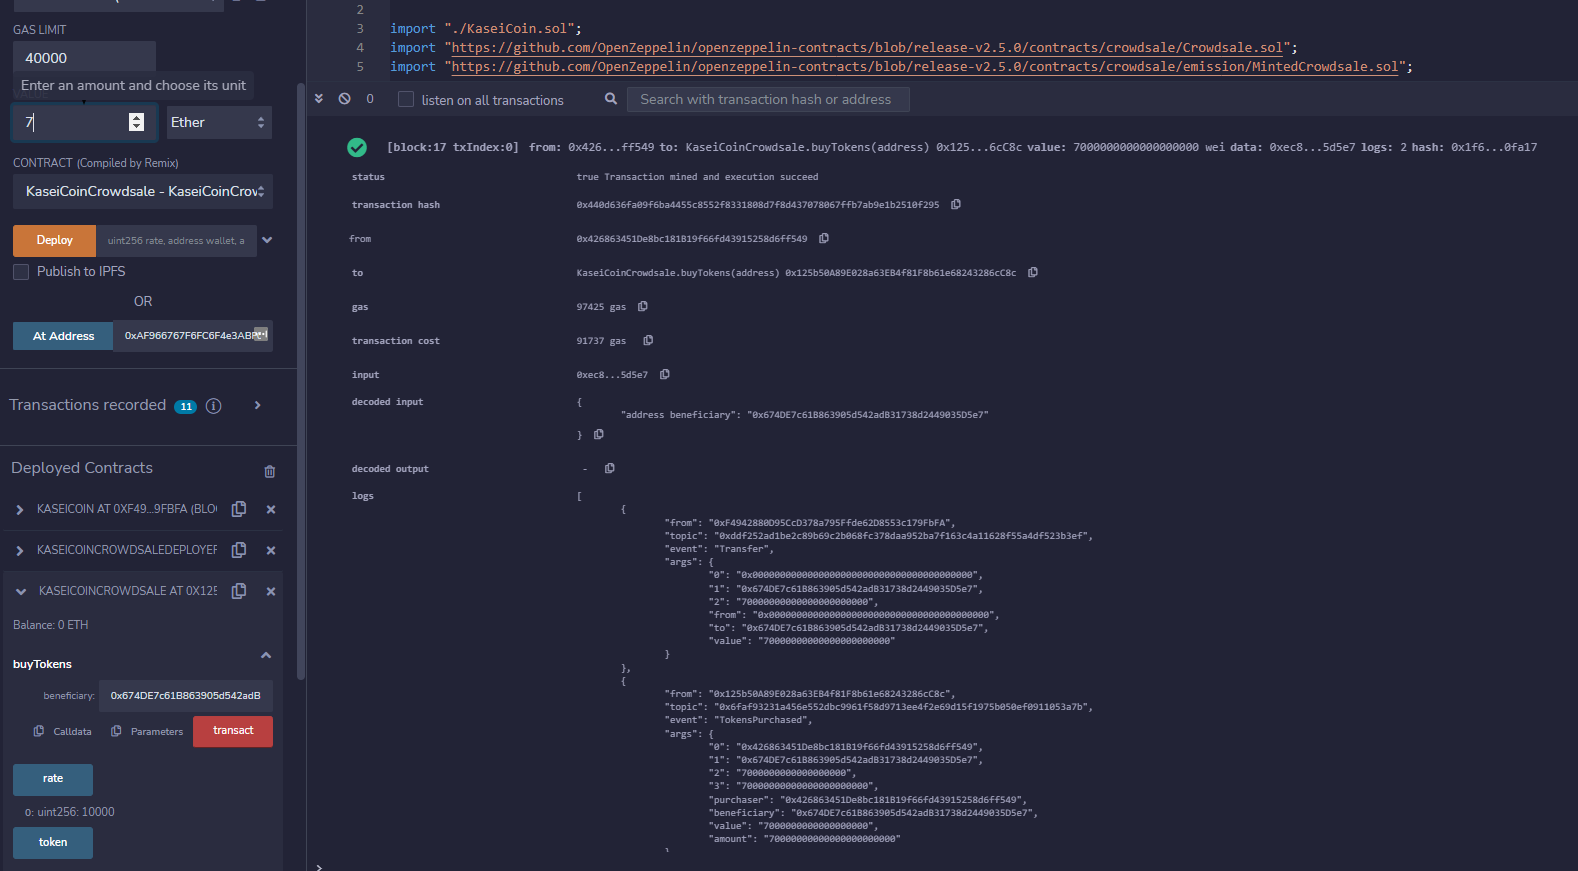 GAS LIMIT
40000
Enter an amount and choose its unit
7
Ether
CONTRACT (Compiled by Remix)
KaseiCoinCrowdsale - KaseiCoinCrow
Deploy
uint256 rate, address wallet, a
Publish to IPFS
OR
At Address
0xAF966767F6FC6F4e3AB
Transactions recorded 11 i
Deployed Contracts
KASEICOIN AT 0XF49...9FBFA (BLO
KASEICOINCROWDSALEDEPLOYER
KASEICOINCROWDSALE AT 0X125
Balance: 0 ETH
buyTokens
beneficiary: 0x674DE7c61B863905d542adB
Calldata Parameters transact
rate
0: uint256: 10000
token
2
3 import "./KaseiCoin.sol";
4 import "https://github.com/OpenZeppelin/openzeppelin-contracts/blob/release-v2.5.0/contracts/crowdsale/Crowdsale.sol";
5 import "https://github.com/OpenZeppelin/openzeppelin-contracts/blob/release-v2.5.0/contracts/crowdsale/emission/MintedCrowdsale.sol";
0 listen on all transactions Search with transaction hash or address
[block:17 txIndex:0] from: 0x426...ff549 to: KaseiCoinCrowdsale.buyTokens(address) 0x125...6cC8c value: 7000000000000000000 wei data: 0xec8...5d5e7 logs: 2 hash: 0x1f6...0fa17
status true Transaction mined and execution succeed
transaction hash 0x440d636fa09f6ba4455c8552f8331808d7f8d437078067ffb7ab9e1b2510f295
from 0x426863451De8bc181B19f66fd43915258d6ff549
to KaseiCoinCrowdsale.buyTokens(address) 0x125b50A89E028a63EB4f81F8b61e68243286cC8c
gas 97425 gas
transaction cost 91737 gas
input 0xec8...5d5e7
decoded input {
"address beneficiary": "0x674DE7c61B863905d542adB31738d2449035D5e7"
}
decoded output -
logs [
{
"from": "0xF4942880D95CcD378a795Ffde62D8553c179FbFA",
"topic": "0xddf252ad1be2c89b69c2b068fc378daa952ba7f163c4a11628f55a4df523b3ef",
"event": "Transfer",
"args": {
"0": "0x0000000000000000000000000000000000000000",
"1": "0x674DE7c61B863905d542adB31738d2449035D5e7",
"2": "70000000000000000000000",
"from": "0x0000000000000000000000000000000000000000",
"to": "0x674DE7c61B863905d542adB31738d2449035D5e7",
"value": "70000000000000000000000"
}
},
{
"from": "0x125b50A89E028a63EB4f81F8b61e68243286cC8c",
"topic": "0x6faf93231a456e552dbc9961f58d9713ee4f2e69d15f1975b050ef0911053a7b",
"event": "TokensPurchased",
"args": {
"0": "0x426863451De8bc181B19f66fd43915258d6ff549",
"1": "0x674DE7c61B863905d542adB31738d2449035D5e7",
"2": "7000000000000000000",
"3": "70000000000000000000000",
"purchaser": "0x426863451De8bc181B19f66fd43915258d6ff549",
"beneficiary": "0x674DE7c61B863905d542adB31738d2449035D5e7",
"value": "7000000000000000000",
"amount": "70000000000000000000000"
}